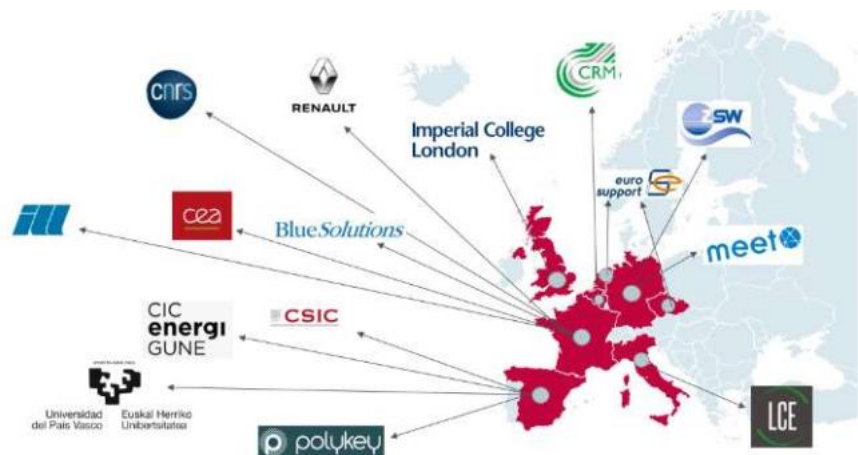 cnrs
RENAULT
Imperial College
London
CRM
ZSW
euro
support
cea
BlueSolutions
meet
CIC
energi
GUNE
CSIC
Universidad
del País Vasco
Euskal Herriko
Unibertsitatea
polykey
LCE